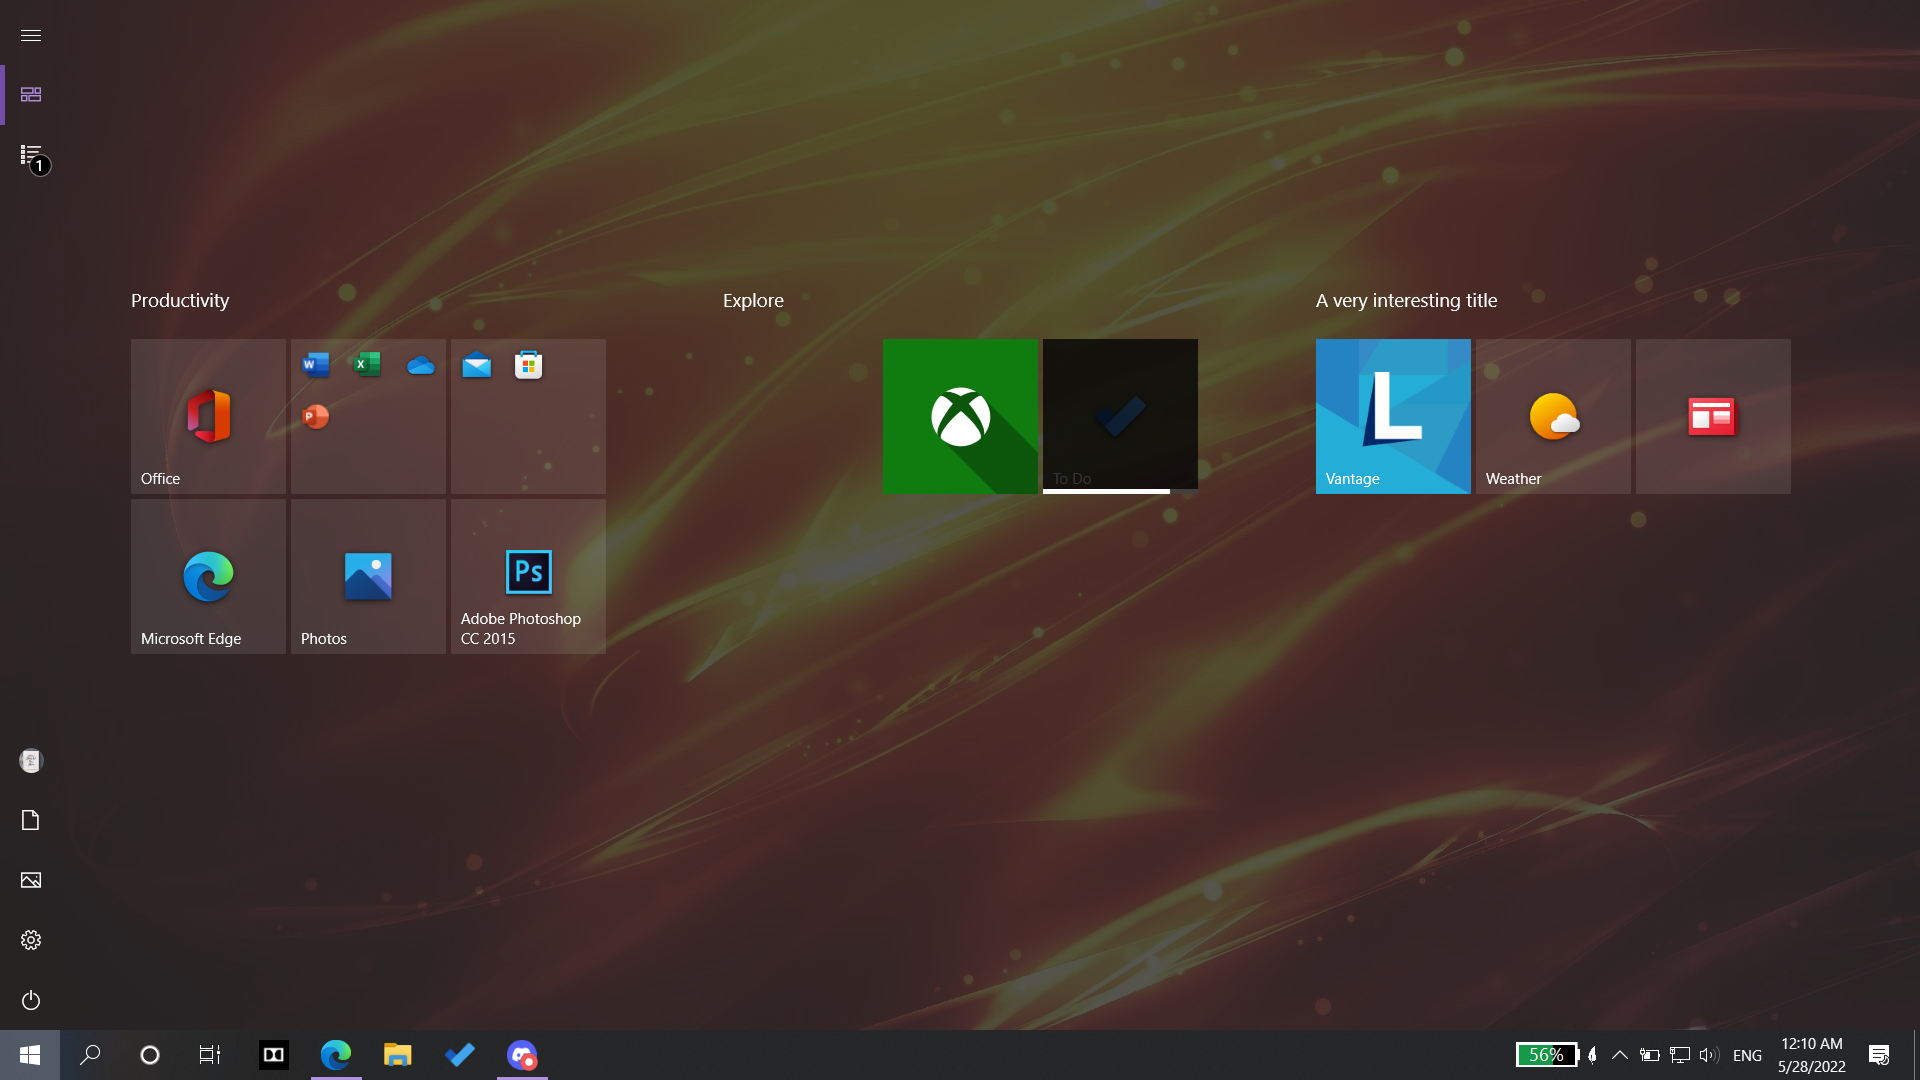 1
Productivity
Explore
A very interesting title
W
X
P
Office
To Do
L
Vantage
Weather
Ps
Microsoft Edge
Photos
Adobe Photoshop
CC 2015
56%
ENG
12:10 AM
5/28/2022